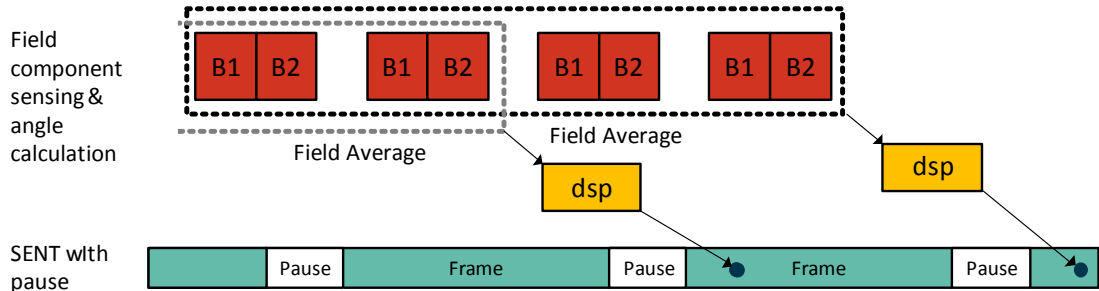 Field
component
sensing &
angle
calculation
B1 B2 B1 B2 B1 B2 B1 B2
Field Average
Field Average
dsp
dsp
SENT wIth
pause
Pause Frame Pause Frame Pause